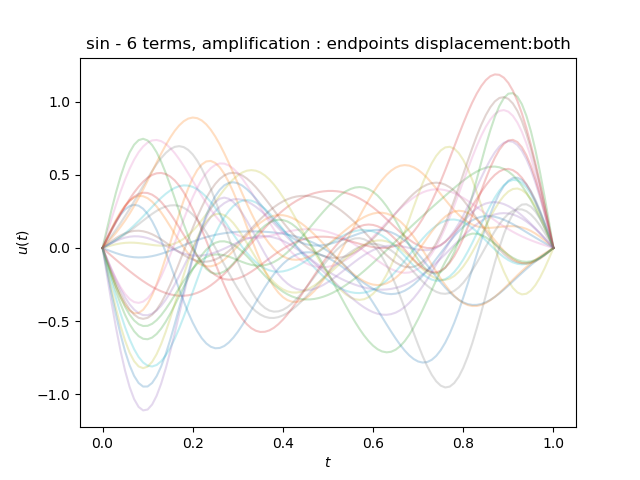 sin - 6 terms, amplification : endpoints displacement:both
1.0
0.5
0.0
−0.5
−1.0
u(t)
0.0 0.2 0.4 0.6 0.8 1.0
t